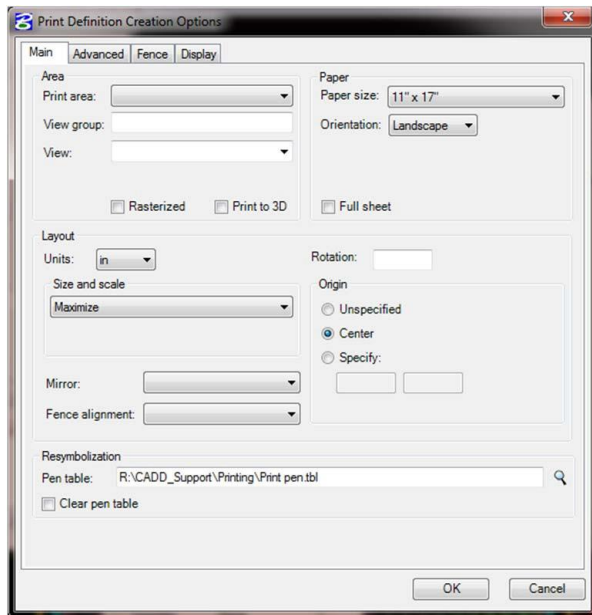 Print Definition Creation Options
Main Advanced Fence Display
Area
Print area:
View group:
View:
Rasterized Print to 3D
Paper
Paper size: 11" x 17"
Orientation: Landscape
Full sheet
Layout
Units: in
Rotation:
Size and scale
Maximize
Origin
Unspecified
Center
Specify:
Mirror:
Fence alignment:
Resymbolization
Pen table: R:\CADD_Support\Printing\Print pen.tbl
Clear pen table
OK Cancel